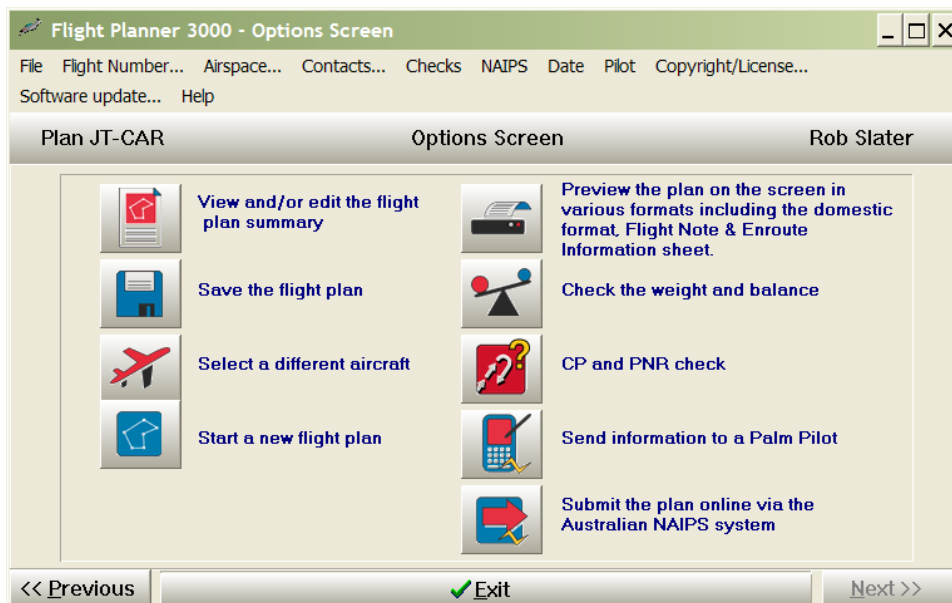 Flight Planner 3000 - Options Screen
File Flight Number... Airspace... Contacts... Checks NAIPS Date Pilot Copyright/License...
Software update... Help
Plan JT-CAR Options Screen Rob Slater
View and/or edit the flight
plan summary
Save the flight plan
Select a different aircraft
Start a new flight plan
Preview the plan on the screen in
various formats including the domestic
format, Flight Note & Enroute
Information sheet.
Check the weight and balance
CP and PNR check
Send information to a Palm Pilot
Submit the plan online via the
Australian NAIPS system
<< Previous Exit Next >>